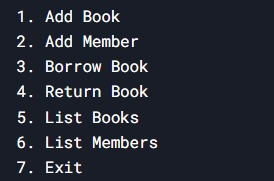 1. Add Book
2. Add Member
3. Borrow Book
4. Return Book
5. List Books
6. List Members
7. Exit